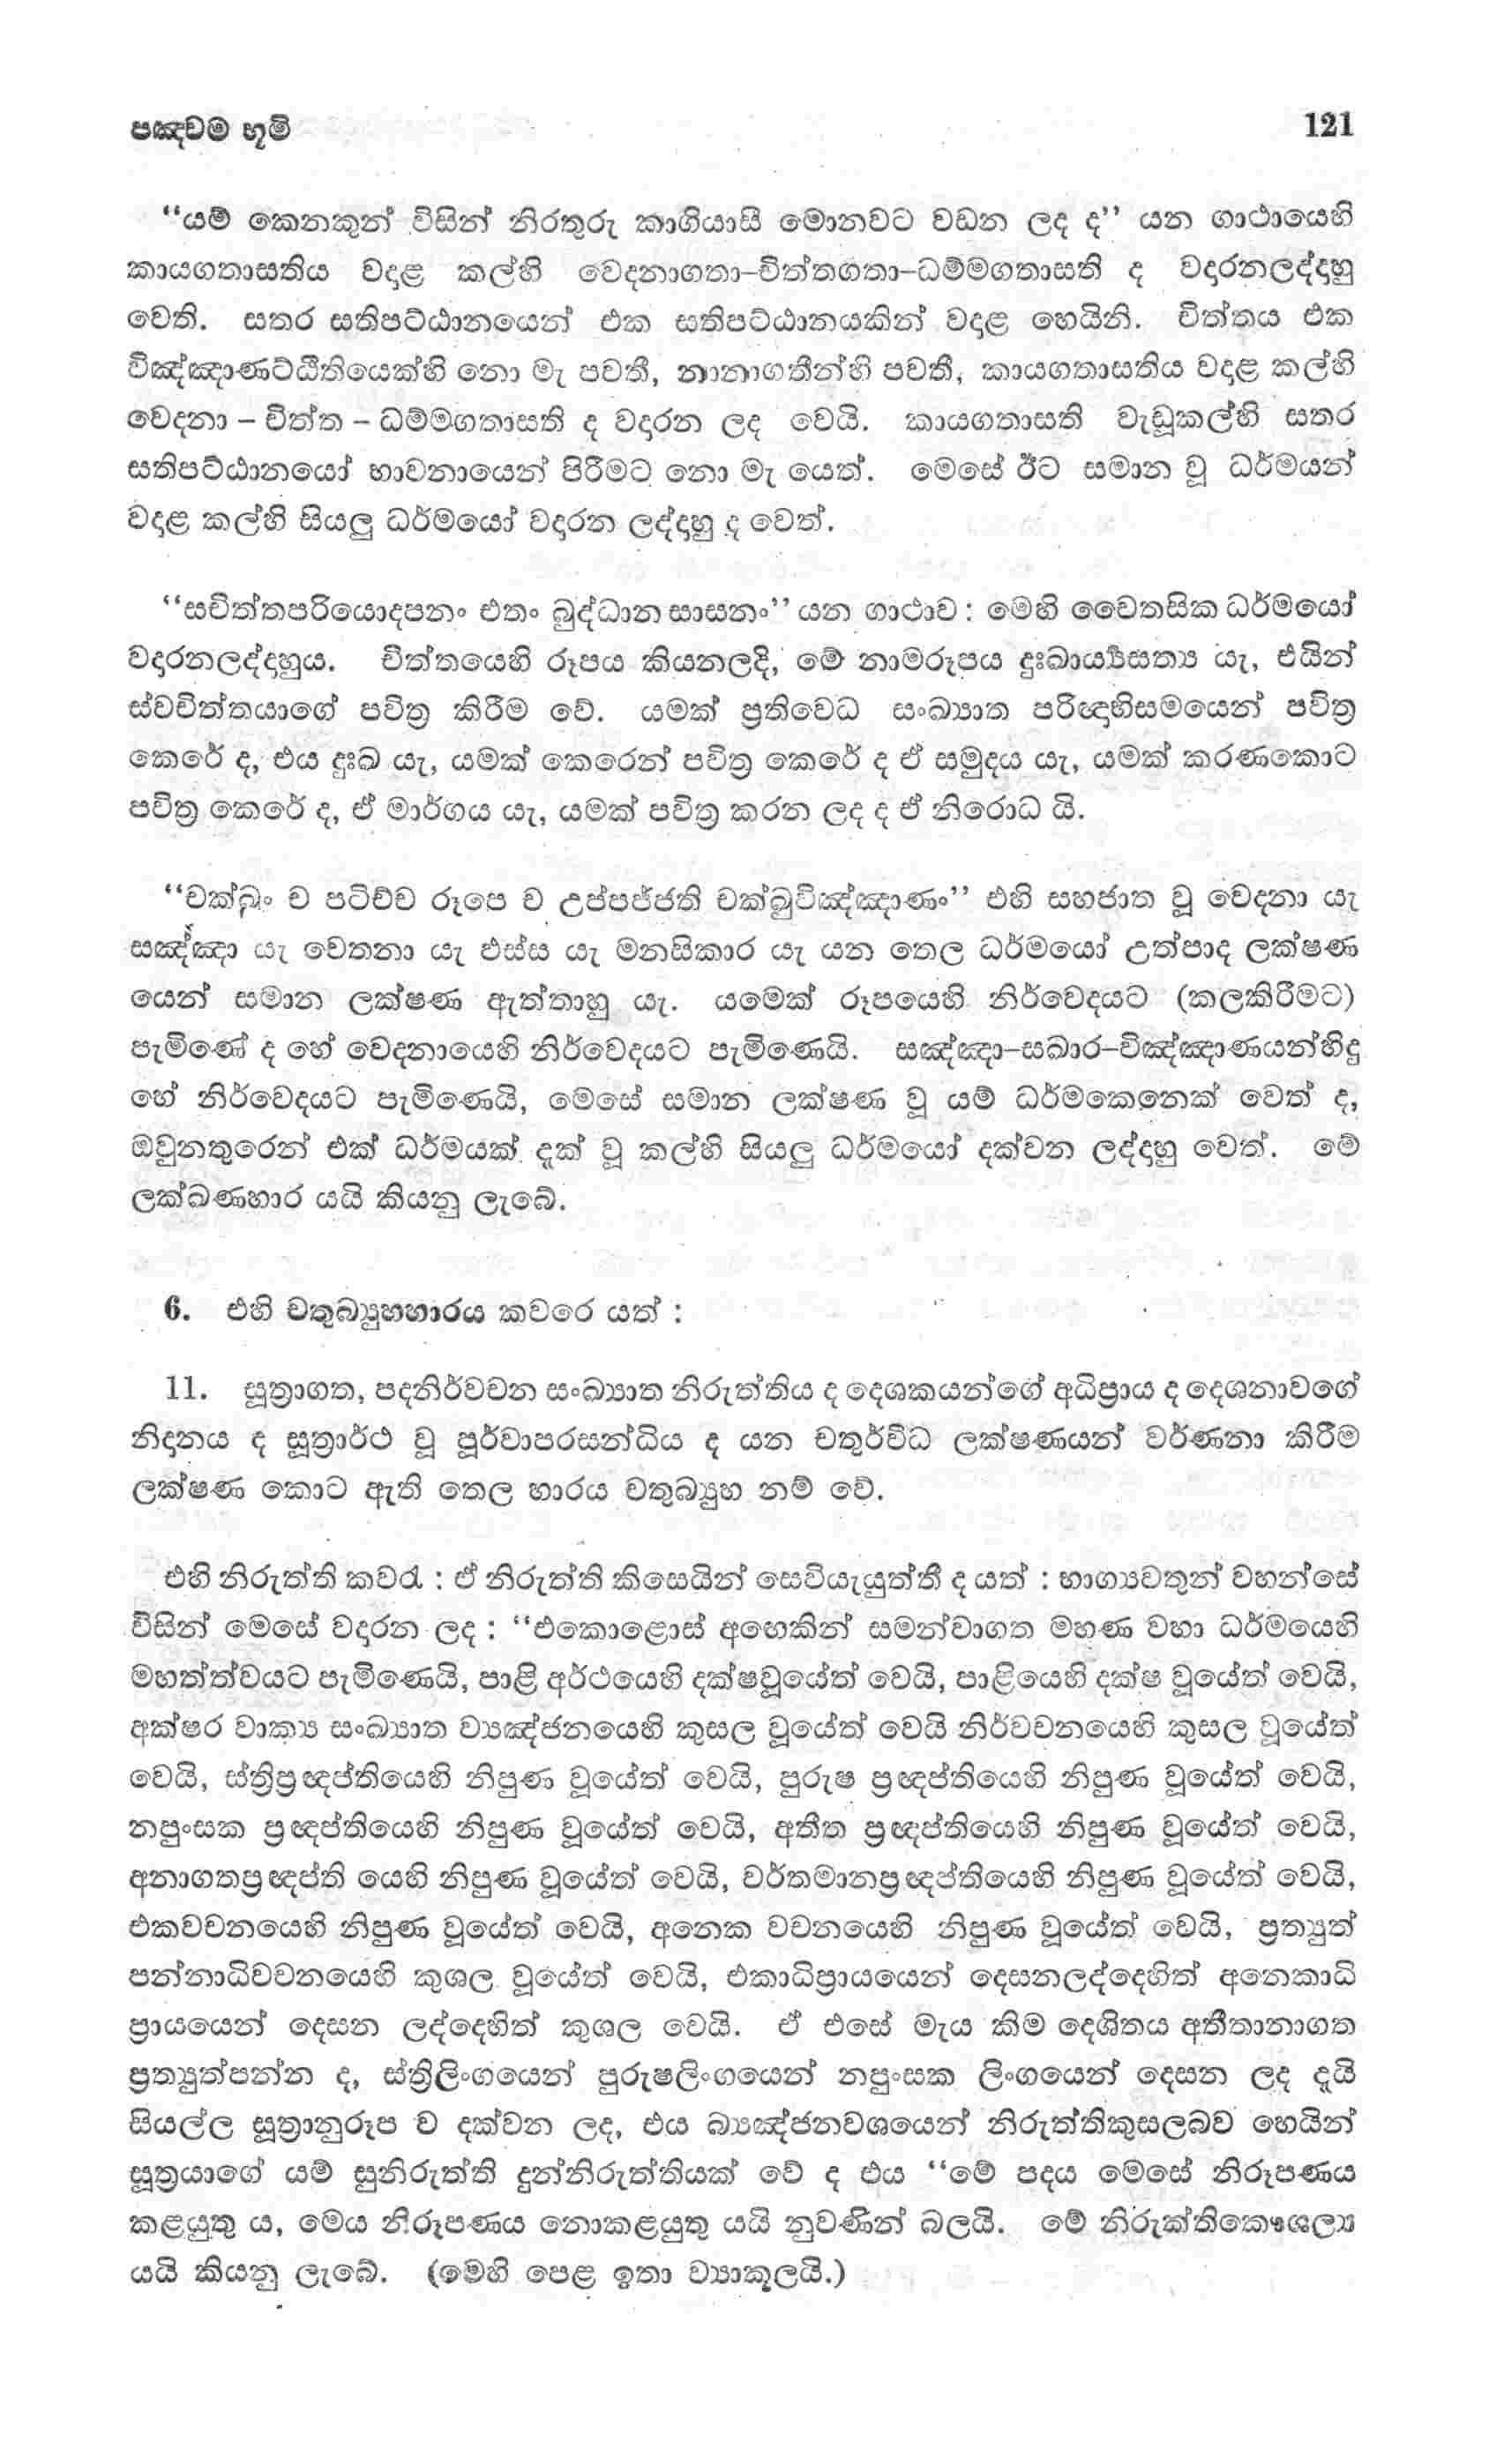 පඤ්චම භූමි 121
“යම් කෙනකුන් විසින් නිරතුරු කාගියාසී මොනවට වඩන ලද ද” යන ගාථායෙහි
කායගතාසතිය වදළ කල්හි වෙදනාගතා–චිත්තගතා–ධම්මගතාසති ද වදරනලද්දහු
වෙති. සතර සතිපට්ඨානයෙන් එක සතිපට්ඨානයකින් වදළ හෙයිනි. චිත්තය එක
විඤ්ඤාණට්ඨිතියෙක්හි නො මැ පවතී, නානාගතීන්හි පවතී, කායගතාසතිය වදළ කල්හි
වෙදනා – චිත්ත – ධම්මගතාසති ද වදරන ලද වෙයි. කායගතාසති වැඩූකල්හි සතර
සතිපට්ඨානයෝ භාවනායෙන් පිරීමට නො මැ යෙත්. මෙසේ ඊට සමාන වූ ධර්මයන්
වදළ කල්හි සියලු ධර්මයෝ වදරන ලද්දහු ද වෙත්.
“සචිත්තපරියොදපනං එතං බුද්ධාන සාසනං” යන ගාථාව : මෙහි චෛතසික ධර්මයෝ
වදරනලද්දහුය. චිත්තයෙහි රූපය කියනලදි, මේ නාමරූපය දුඃඛාර්‍ය්‍යසත්‍ය යැ, එයින්
ස්වචිත්තයාගේ පවිත්‍ර කිරීම වේ. යමක් ප්‍රතිවෙධ සංඛ්‍යාත පරිඥාභිසමයෙන් පවිත්‍ර
කෙරේ ද, එය දුඃඛ යැ, යමක් කෙරෙන් පවිත්‍ර කෙරේ ද ඒ සමුදය යැ, යමක් කරණකොට
පවිත්‍ර කෙරේ ද, ඒ මාර්ගය යැ, යමක් පවිත්‍ර කරන ලද ද ඒ නිරොධ යි.
“චක්ඛුං ච පටිච්ච රූපෙ ච උප්පජ්ජති චක්ඛුවිඤ්ඤාණං” එහි සහජාත වූ වෙදනා යැ
සඤ්ඤා යැ චෙතනා යැ ඵස්ස යැ මනසිකාර යැ යන තෙල ධර්මයෝ උත්පාද ලක්ෂණ
යෙන් සමාන ලක්ෂණ ඇත්තාහු යැ. යමෙක් රූපයෙහි නිර්වෙදයට (කලකිරීමට)
පැමිණේ ද හේ වෙදනායෙහි නිර්වෙදයට පැමිණෙයි. සඤ්ඤා–සඛාර–විඤ්ඤාණයන්හිදු
හේ නිර්වෙදයට පැමිණෙයි, මෙසේ සමාන ලක්ෂණ වූ යම් ධර්මකෙනෙක් වෙත් ද,
ඔවුනතුරෙන් එක් ධර්මයක් දක් වූ කල්හි සියලු ධර්මයෝ දක්වන ලද්දහු වෙත්. මේ
ලක්ඛණහාර යයි කියනු ලැබේ.
6. එහි චතුබ්‍යුහහාරය කවරෙ යත් :
11. සූත්‍රාගත, පදනිර්වචන සංඛ්‍යාත නිරුත්තිය ද දෙශකයන්ගේ අධිප්‍රාය ද දෙශනාවගේ
නිදනය ද සූත්‍රාර්ථ වූ පූර්වාපරසන්ධිය ද යන චතුර්විධ ලක්ෂණයන් වර්ණනා කිරීම
ලක්ෂණ කොට ඇති තෙල හාරය චතුබ්‍යුහ නම් වේ.
එහි නිරුත්ති කවරැ : ඒ නිරුත්ති කිසෙයින් සෙවියැයුත්තී ද යත් : භාග්‍යවතුන් වහන්සේ
විසින් මෙසේ වදරන ලද : “එකොළොස් අඟෙකින් සමන්වාගත මහණ වහා ධර්මයෙහි
මහත්ත්වයට පැමිණෙයි, පාළි අර්ථයෙහි දක්ෂවූයේත් වෙයි, පාළියෙහි දක්ෂ වූයේත් වෙයි,
අක්ෂර වාක්‍ය සංඛ්‍යාත ව්‍යඤ්ජනයෙහි කුසල වූයේත් වෙයි නිර්වචනයෙහි කුසල වූයේත්
වෙයි, ස්ත්‍රිප්‍රඥප්තියෙහි නිපුණ වූයේත් වෙයි, පුරුෂ ප්‍රඥප්තියෙහි නිපුණ වූයේත් වෙයි,
නපුංසක ප්‍රඥප්තියෙහි නිපුණ වූයේත් වෙයි, අතීත ප්‍රඥප්තියෙහි නිපුණ වූයේත් වෙයි,
අනාගතප්‍රඥප්ති යෙහි නිපුණ වූයේත් වෙයි, වර්තමානප්‍රඥප්තියෙහි නිපුණ වූයේත් වෙයි,
එකවචනයෙහි නිපුණ වූයේත් වෙයි, අනෙක වචනයෙහි නිපුණ වූයේත් වෙයි, ප්‍රත්‍යුත්
පන්නාධිවචනයෙහි කුශල වූයේත් වෙයි, එකාධිප්‍රායයෙන් දෙසනලද්දෙහිත් අනෙකාධි
ප්‍රායයෙන් දෙසන ලද්දෙහිත් කුශල වෙයි. ඒ එසේ මැය කිම දෙශිතය අතීතානාගත
ප්‍රත්‍යුත්පන්න ද, ස්ත්‍රිලිංගයෙන් පුරුෂලිංගයෙන් නපුංසක ලිංගයෙන් දෙසන ලද දැයි
සියල්ල සූත්‍රානුරූප ව දක්වන ලද, එය බ්‍යඤ්ජනවශයෙන් නිරුත්තිකුසලබව හෙයින්
සූත්‍රයාගේ යම් සුනිරුත්ති දුන්නිරුත්තියක් වේ ද එය “මේ පදය මෙසේ නිරූපණය
කළයුතු ය, මෙය නිරූපණය නොකළයුතු යයි නුවණින් බලයි. මේ නිරුක්තිකෞශල්‍ය
යයි කියනු ලැබේ. (මෙහි පෙළ ඉතා ව්‍යාකූලයි.)